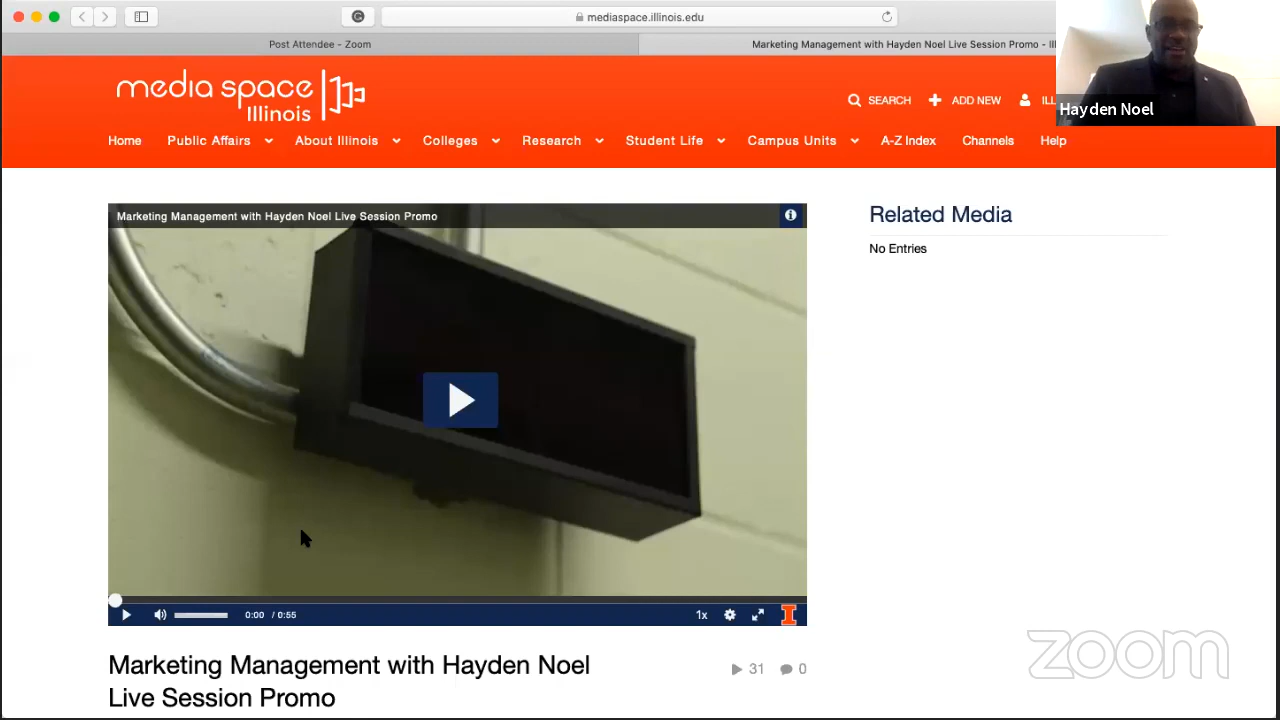 mediaspace.illinois.edu
Post Attendee - Zoom
Marketing Management with Hayden Noel Live Session Promo - Il
media space
Illinois
SEARCH
ADD NEW
ILL
Hayden Noel
Home Public Affairs About Illinois Colleges Research Student Life Campus Units A-Z Index Channels Help
Marketing Management with Hayden Noel Live Session Promo
Related Media
No Entries
0:00 / 0:55
1x
Marketing Management with Hayden Noel
Live Session Promo
31
0
zoom